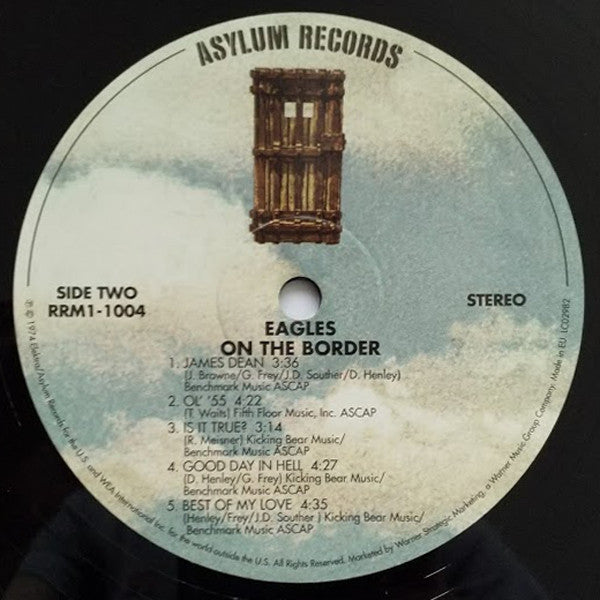 ASYLUM RECORDS
SIDE TWO
RRM1-1004
STEREO
EAGLES
ON THE BORDER
1. JAMES DEAN 3:36
(J. Browne/G. Frey/J.D. Souther/D. Henley)
Benchmark Music ASCAP
2. OL' '55 4:22
(T. Waits) Fifth Floor Music, Inc. ASCAP
3. IS IT TRUE? 3:14
(R. Meisner) Kicking Bear Music/
Benchmark Music ASCAP
4. GOOD DAY IN HELL 4:27
(D. Henley/G. Frey) Kicking Bear Music/
Benchmark Music ASCAP
5. BEST OF MY LOVE 4:35
(Henley/Frey/J.D. Souther ) Kicking Bear Music/
Benchmark Music ASCAP
℗ © 1974 Elektra/Asylum Records for the U.S. and WEA International Inc. for the world outside the U.S. All Rights Reserved. Marketed by Warner Strategic Marketing, a Warner Music Group Company. Made in EU LC02982